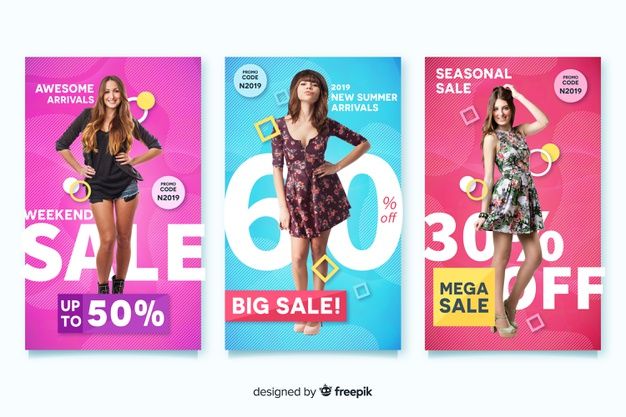 AWESOME
ARRIVALS
PROMO
CODE
N2019
WEEKEND
SALE
UP
TO
50%
PROMO
CODE
N2019
2019
NEW SUMMER
ARRIVALS
60
%
off
BIG SALE!
SEASONAL
SALE
PROMO
CODE
N2019
30%
OFF
MEGA
SALE
designed by freepik